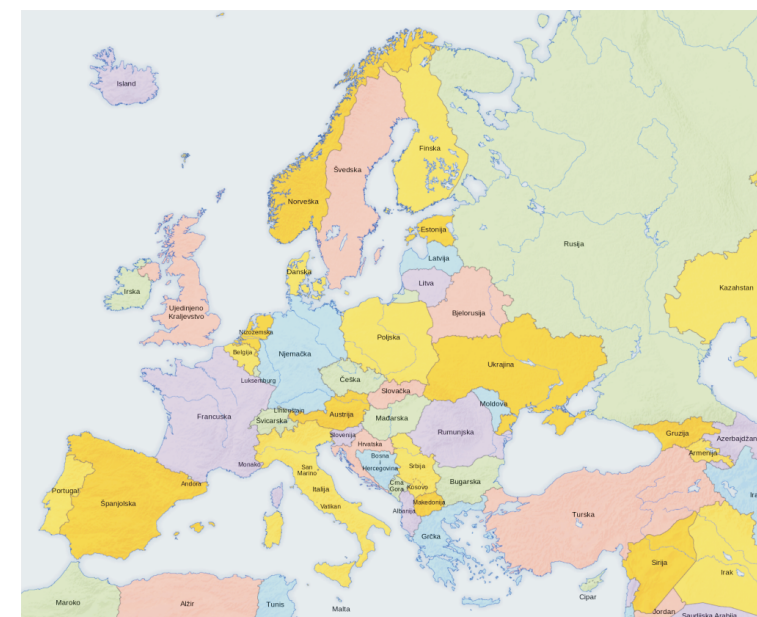 Island
Finska
Švedska
Norveška
Estonija
Rusija
Latvija
Danska
Litva
Irska
Kazahstan
Ujedinjeno
Kraljevstvo
Bjelorusija
Nizozemska
Poljska
Belgija
Njemačka
Ukrajina
Luksemburg
Češka
Slovačka
Moldova
Lihtenštajn
Francuska
Austrija
Mađarska
Švicarska
Rumunjska
Gruzija
Slovenija
Azerbajdžan
Hrvatska
Armenija
Bosna
i
Hercegovina
Monako
San
Marino
Srbija
Andora
Crna
Gora
Kosovo
Bugarska
Portugal
Italija
Španjolska
Vatikan
Makedonija
Albanija
Turska
Grčka
Sirija
Irak
Cipar
Maroko
Alžir
Tunis
Malta
Jordan
Saudijska Arabija